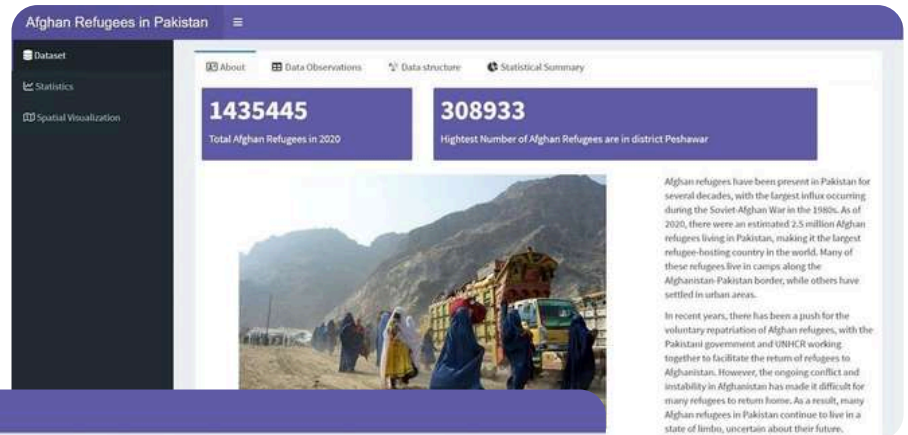 Afghan Refugees in Pakistan
Dataset
Statistics
Spatial Visualization
About
Data Observations
Data structure
Statistical Summary
1435445
Total Afghan Refugees in 2020
308933
Hightest Number of Afghan Refugees are in district Peshawar
Afghan refugees have been present in Pakistan for
several decades, with the largest influx occurring
during the Soviet-Afghan War in the 1980s. As of
2020, there were an estimated 2.5 million Afghan
refugees living in Pakistan, making it the largest
refugee-hosting country in the world. Many of
these refugees live in camps along the
Afghanistan-Pakistan border, while others have
settled in urban areas.
In recent years, there has been a push for the
voluntary repatriation of Afghan refugees, with the
Pakistani government and UNHCR working
together to facilitate the return of refugees to
Afghanistan. However, the ongoing conflict and
instability in Afghanistan has made it difficult for
many refugees to return home. As a result, many
Afghan refugees in Pakistan continue to live in a
state of limbo, uncertain about their future.